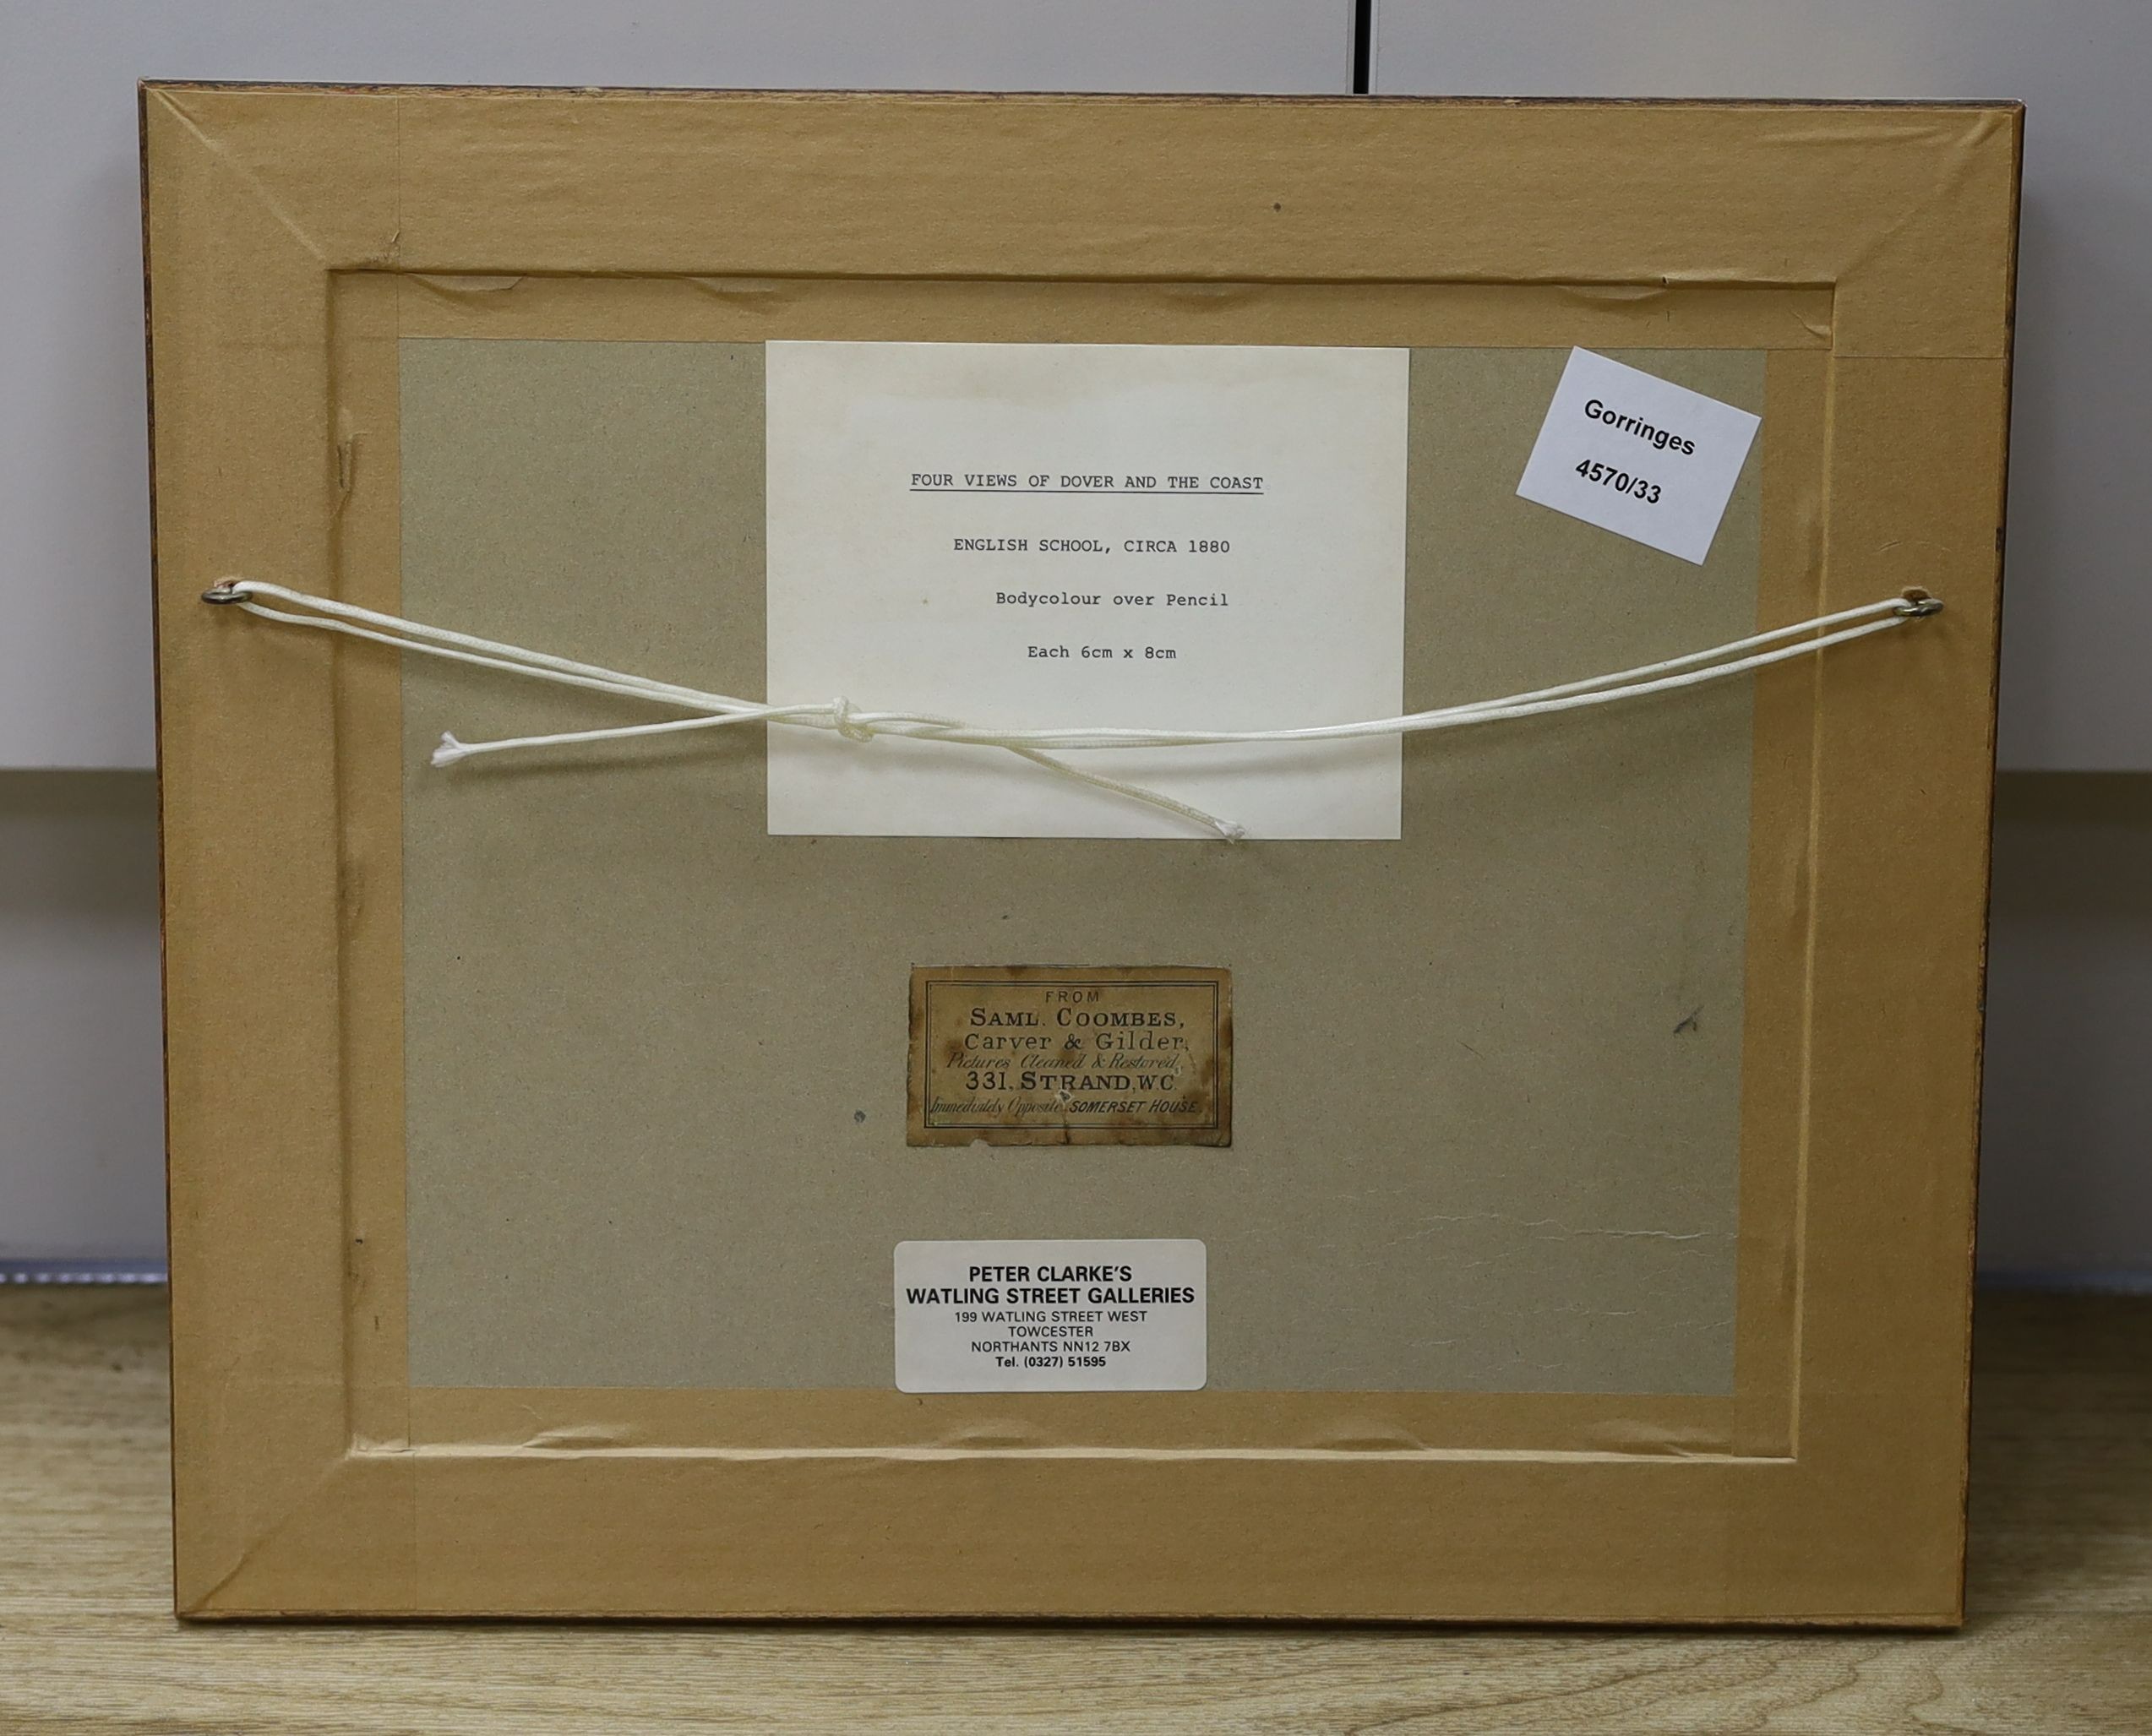 FOUR VIEWS OF DOVER AND THE COAST
ENGLISH SCHOOL, CIRCA 1880
Bodycolour over Pencil
Each 6cm x 8cm
Gorringes
4570/33
FROM
SAML. COOMBES,
Carver & Gilder,
Pictures Cleaned & Restored,
331, STRAND, W.C.
Immediately Opposite SOMERSET HOUSE
PETER CLARKE'S
WATLING STREET GALLERIES
199 WATLING STREET WEST
TOWCESTER
NORTHANTS NN12 7BX
Tel. (0327) 51595